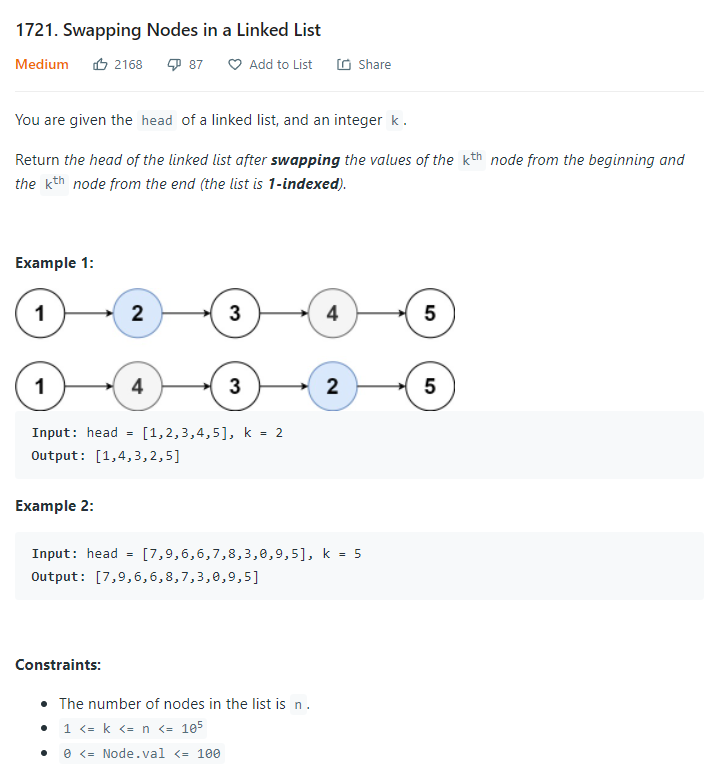 1721. Swapping Nodes in a Linked List
Medium 2168 87 Add to List Share
You are given the head of a linked list, and an integer k.
Return the head of the linked list after swapping the values of the kth node from the beginning and
the kth node from the end (the list is 1-indexed).
Example 1:
1 2 3 4 5
1 4 3 2 5
Input: head = [1,2,3,4,5], k = 2
Output: [1,4,3,2,5]
Example 2:
Input: head = [7,9,6,6,7,8,3,0,9,5], k = 5
Output: [7,9,6,6,8,7,3,0,9,5]
Constraints:
• The number of nodes in the list is n.
• 1 <= k <= n <= 10⁵
• 0 <= Node.val <= 100